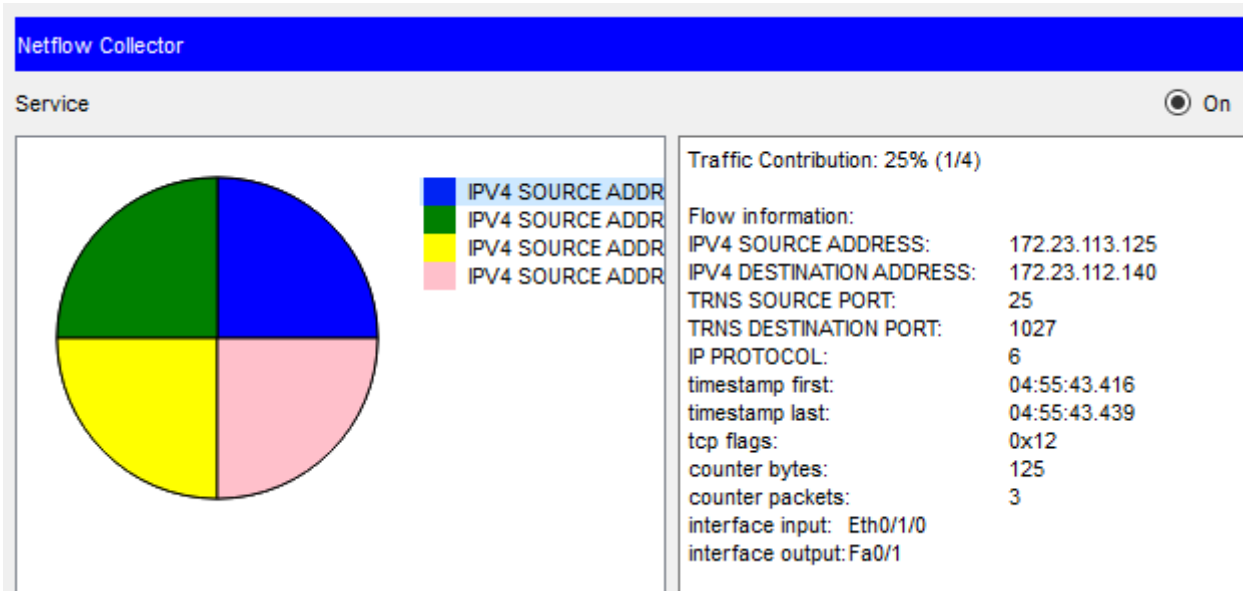 Netflow Collector
Service
On
IPV4 SOURCE ADDR
IPV4 SOURCE ADDR
IPV4 SOURCE ADDR
IPV4 SOURCE ADDR
Traffic Contribution: 25% (1/4)
Flow information:
IPV4 SOURCE ADDRESS: 172.23.113.125
IPV4 DESTINATION ADDRESS: 172.23.112.140
TRNS SOURCE PORT: 25
TRNS DESTINATION PORT: 1027
IP PROTOCOL: 6
timestamp first: 04:55:43.416
timestamp last: 04:55:43.439
tcp flags: 0x12
counter bytes: 125
counter packets: 3
interface input: Eth0/1/0
interface output:Fa0/1